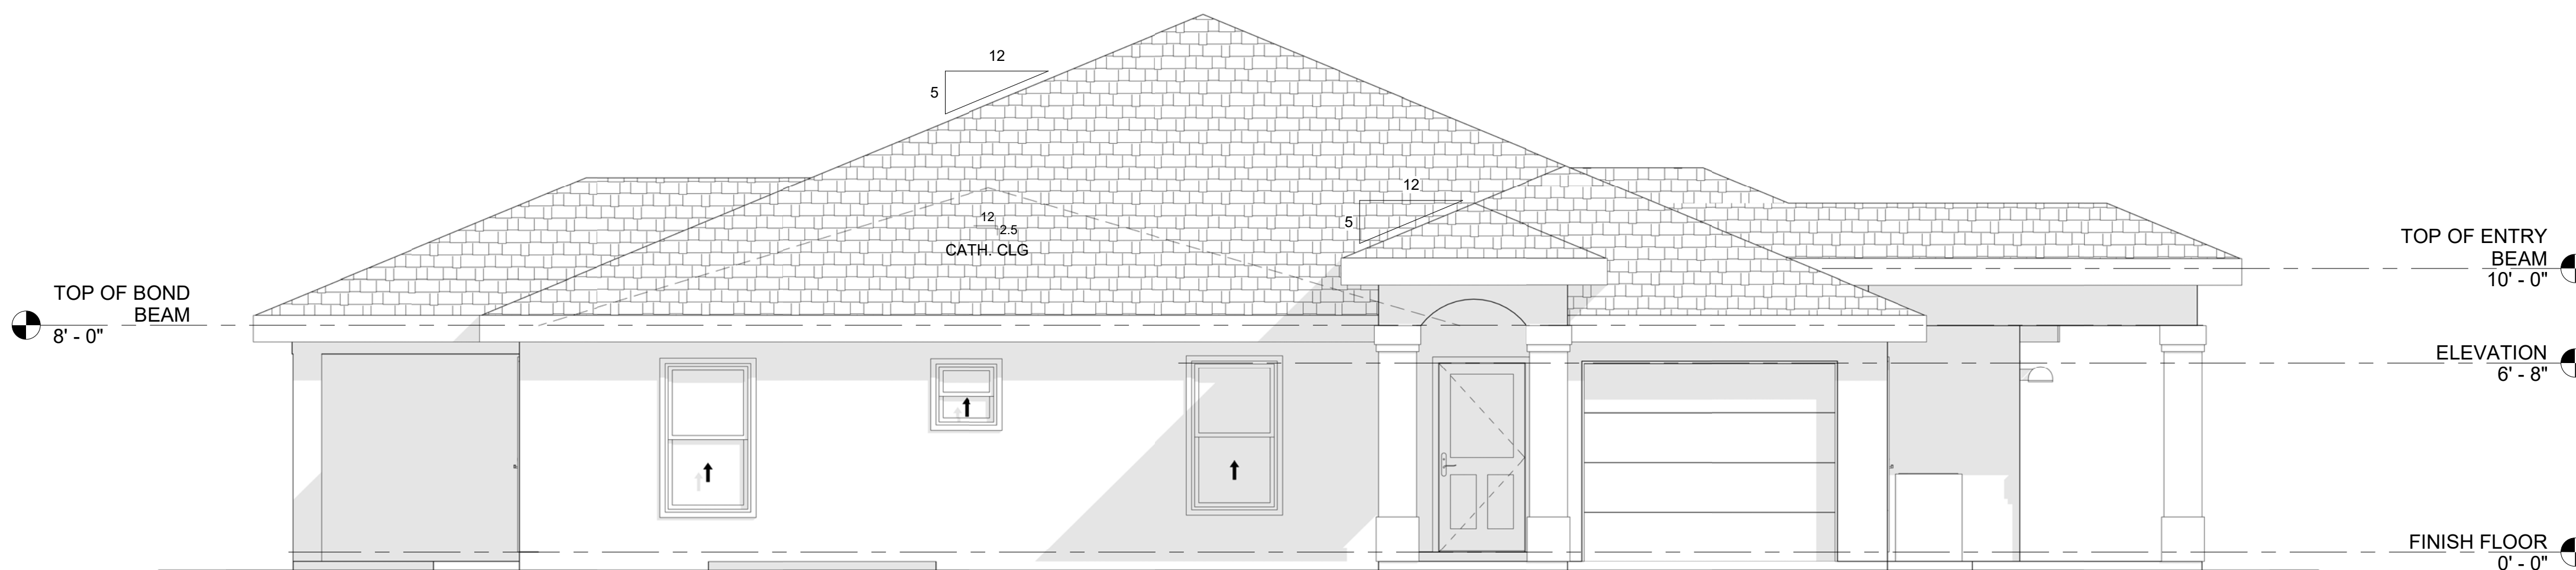 12
5
12
5
12
2.5
CATH. CLG
TOP OF BOND
BEAM
8' - 0"
TOP OF ENTRY
BEAM
10' - 0"
ELEVATION
6' - 8"
FINISH FLOOR
0' - 0"